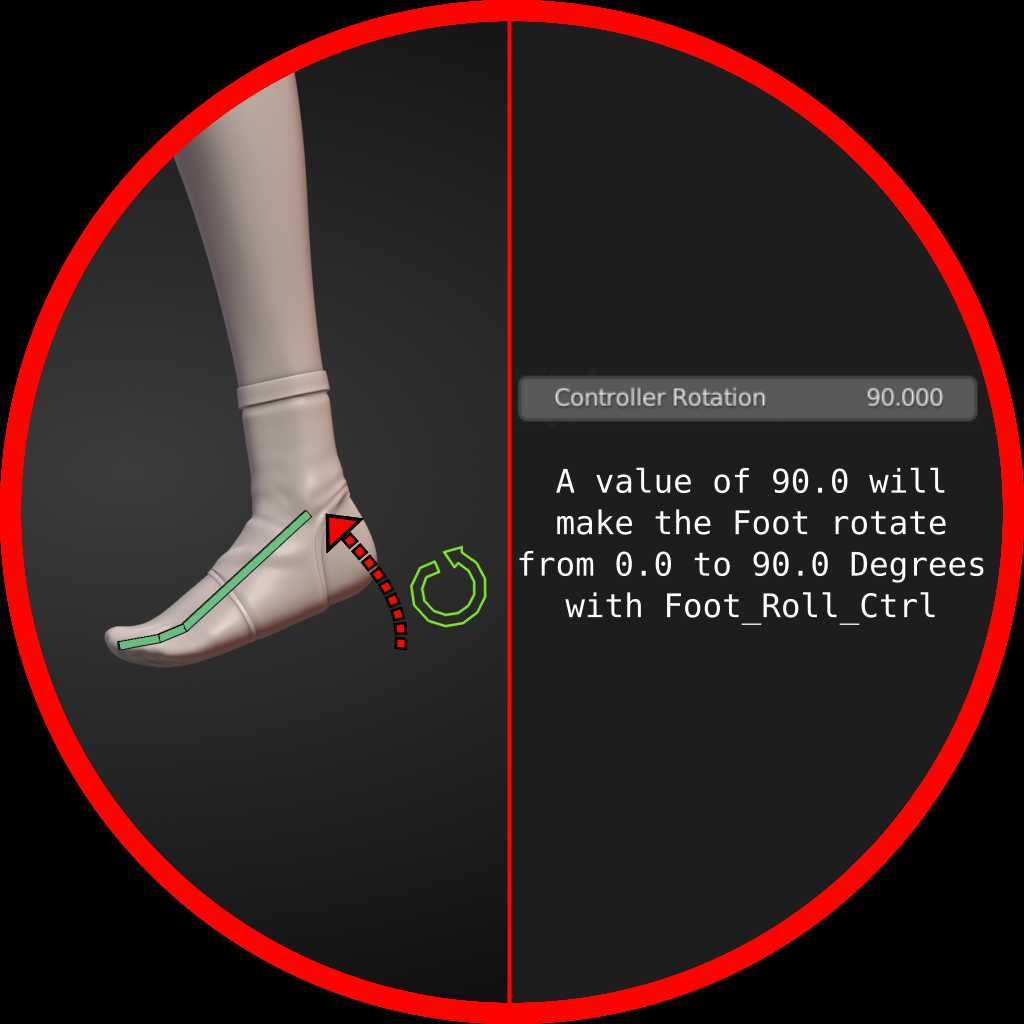 Controller Rotation 90.000
A value of 90.0 will
make the Foot rotate
from 0.0 to 90.0 Degrees
with Foot_Roll_Ctrl